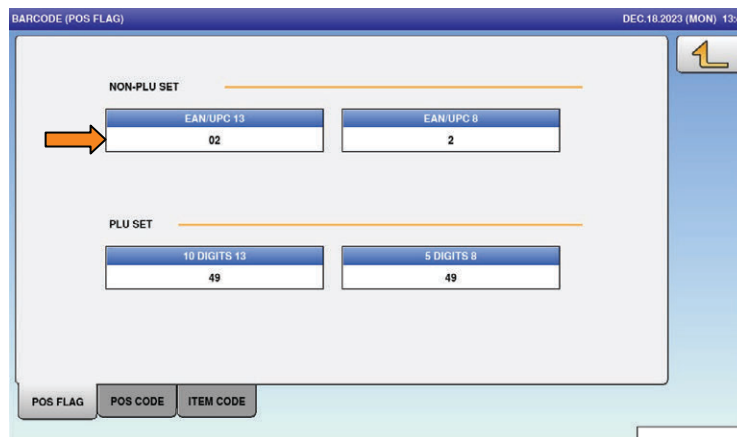 BARCODE (POS FLAG) DEC.18.2023 (MON) 13:
NON-PLU SET
EAN/UPC 13 EAN/UPC 8
02 2
PLU SET
10 DIGITS 13 5 DIGITS 8
49 49
POS FLAG POS CODE ITEM CODE